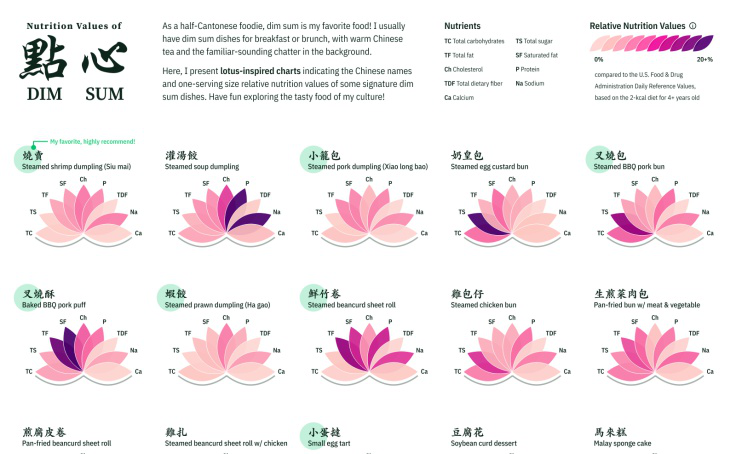 Nutrition Values of
點心
DIM SUM
As a half-Cantonese foodie, dim sum is my favorite food! I usually
have dim sum dishes for breakfast or brunch, with warm Chinese
tea and the familiar-sounding chatter in the background.
Here, I present lotus-inspired charts indicating the Chinese names
and one-serving size relative nutrition values of some signature dim
sum dishes. Have fun exploring the tasty food of my culture!
Nutrients
TC Total carbohydrates
TS Total sugar
TF Total fat
SF Saturated fat
Ch Cholesterol
P Protein
TDF Total dietary fiber
Na Sodium
Ca Calcium
Relative Nutrition Values
0%
20+%
compared to the U.S. Food & Drug
Administration Daily Reference Values,
based on the 2-kcal diet for 4+ years old
My favorite, highly recommend!
燒賣
Steamed shrimp dumpling (Siu mai)
TC
TS
TF
SF
Ch
P
TDF
Na
Ca
灌湯餃
Steamed soup dumpling
TC
TS
TF
SF
Ch
P
TDF
Na
Ca
小籠包
Steamed pork dumpling (Xiao long bao)
TC
TS
TF
SF
Ch
P
TDF
Na
Ca
奶皇包
Steamed egg custard bun
TC
TS
TF
SF
Ch
P
TDF
Na
Ca
叉燒包
Steamed BBQ pork bun
TC
TS
TF
SF
Ch
P
TDF
Na
Ca
叉燒酥
Baked BBQ pork puff
TC
TS
TF
SF
Ch
P
TDF
Na
Ca
蝦餃
Steamed prawn dumpling (Ha gao)
TC
TS
TF
SF
Ch
P
TDF
Na
Ca
鮮竹卷
Steamed beancurd sheet roll
TC
TS
TF
SF
Ch
P
TDF
Na
Ca
雞包仔
Steamed chicken bun
TC
TS
TF
SF
Ch
P
TDF
Na
Ca
生煎菜肉包
Pan-fried bun w/ meat & vegetable
TC
TS
TF
SF
Ch
P
TDF
Na
Ca
煎腐皮卷
Pan-fried beancurd sheet roll
雞扎
Steamed beancurd sheet roll w/ chicken
小蛋撻
Small egg tart
豆腐花
Soybean curd dessert
馬來糕
Malay sponge cake